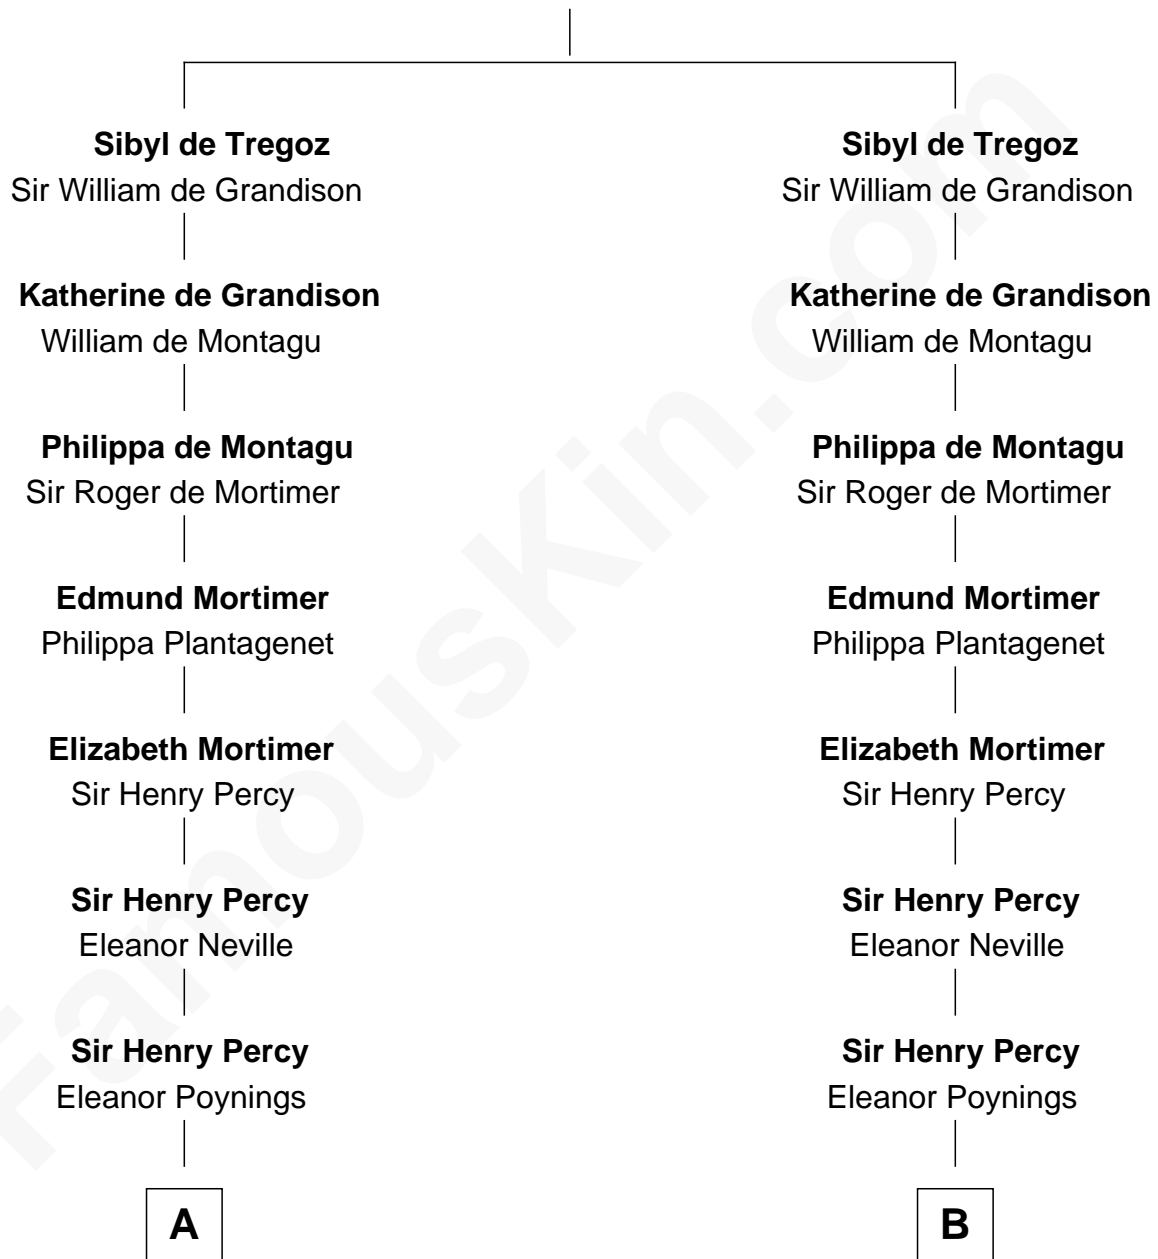 Sibyl de Tregoz
Sir William de Grandison
Katherine de Grandison
William de Montagu
Philippa de Montagu
Sir Roger de Mortimer
Edmund Mortimer
Philippa Plantagenet
Elizabeth Mortimer
Sir Henry Percy
Sir Henry Percy
Eleanor Neville
Sir Henry Percy
Eleanor Poynings
A
Sibyl de Tregoz
Sir William de Grandison
Katherine de Grandison
William de Montagu
Philippa de Montagu
Sir Roger de Mortimer
Edmund Mortimer
Philippa Plantagenet
Elizabeth Mortimer
Sir Henry Percy
Sir Henry Percy
Eleanor Neville
Sir Henry Percy
Eleanor Poynings
B
FamousKin.com